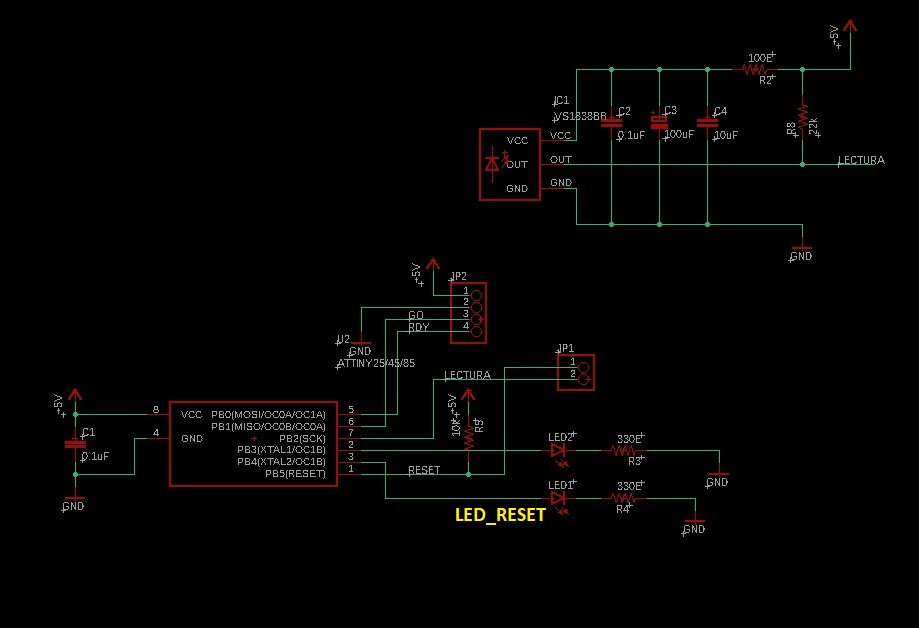 +5V
100E
R2
IC1
VS1838BB
C2
0.1uF
C3
100uF
C4
10uF
R8
22k
VCC
VCC
OUT
OUT
LECTURA
GND
GND
GND
+5V
JP2
1
2
3
4
GO
RDY
U2
GND
ATTINY25/45/85
JP1
1
2
LECTURA
+5V
10K
R9
+5V
C1
0.1uF
GND
8
4
VCC
GND
PB0(MOSI/OC0A/OC1A)
PB1(MISO/OC0B/OC0A)
PB2(SCK)
PB3(XTAL1/OC1B)
PB4(XTAL2/OC1B)
PB5(RESET)
5
6
7
2
3
1
RESET
LED2
330E
R3
GND
LED1
330E
R4
GND
LED_RESET